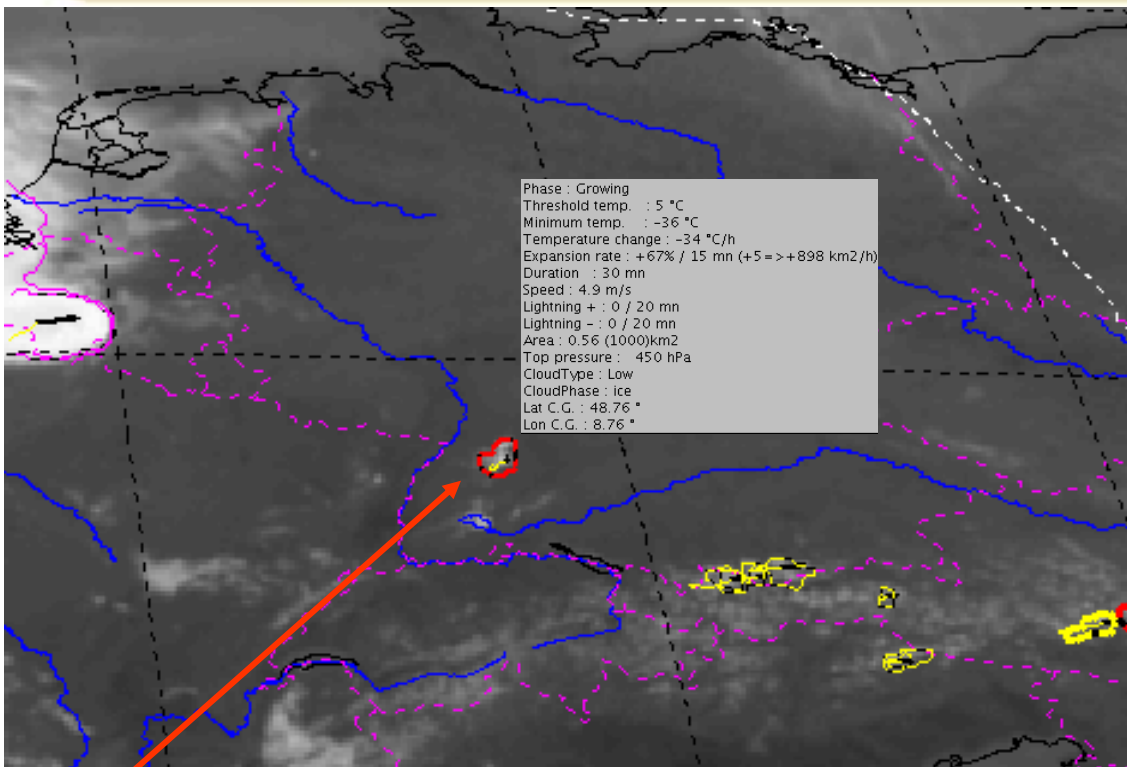 Phase : Growing
Threshold temp. : 5 °C
Minimum temp. : -36 °C
Temperature change : -34 °C/h
Expansion rate : +67% / 15 mn (+5=>+898 km2/h)
Duration : 30 mn
Speed : 4.9 m/s
Lightning + : 0 / 20 mn
Lightning - : 0 / 20 mn
Area : 0.56 (1000)km2
Top pressure : 450 hPa
CloudType : Low
CloudPhase : ice
Lat C.G. : 48.76 °
Lon C.G. : 8.76 °